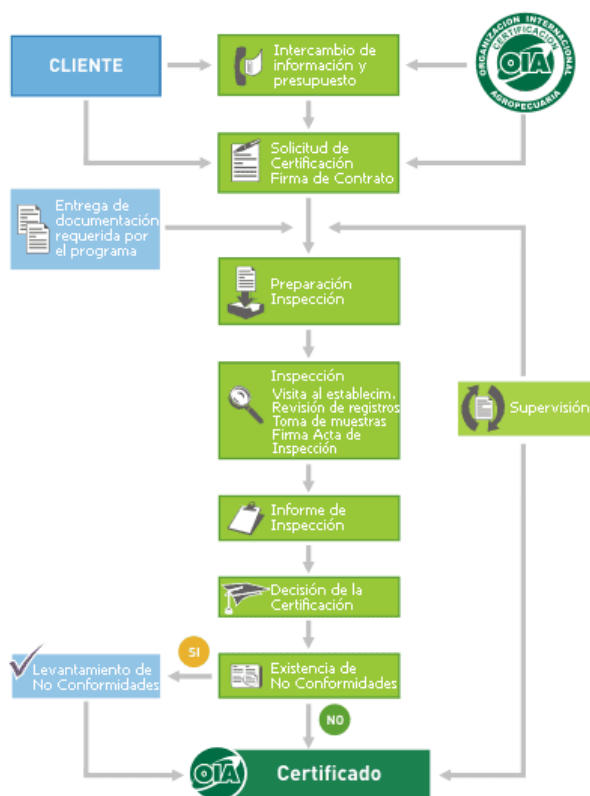 CLIENTE
Intercambio de
información y
presupuesto
ORGANIZACIÓN INTERNACIONAL
AGROPECUARIA
CERTIFICACIÓN
OIA
Solicitud de
Certificación
Firma de Contrato
Entrega de
documentación
requerida por
el programa
Preparación
Inspección
Inspección
Visita al establecim.
Revisión de registros
Toma de muestras
Firma Acta de
Inspección
Supervisión
Informe de
Inspección
Decisión de la
Certificación
SI
Levantamiento de
No Conformidades
Existencia de
No Conformidades
NO
OIA
Certificado